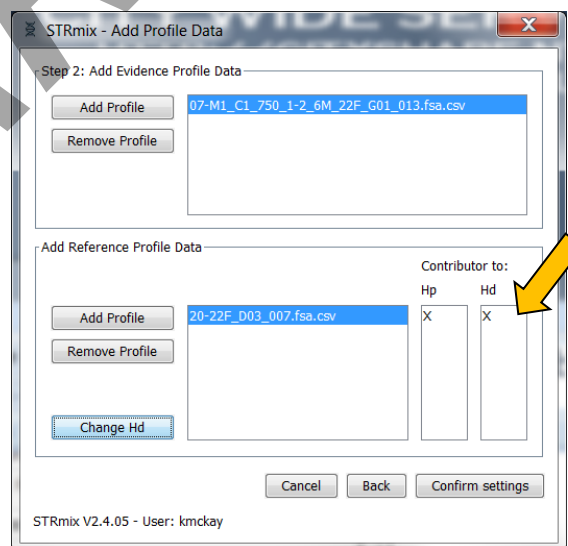 STRmix - Add Profile Data
X
Step 2: Add Evidence Profile Data
Add Profile
07-M1_C1_750_1-2_6M_22F_G01_013.fsa.csv
Remove Profile
Add Reference Profile Data
Contributor to:
Hp Hd
Add Profile
20-22F_D03_007.fsa.csv
X X
Remove Profile
Change Hd
Cancel Back Confirm settings
STRmix V2.4.05 - User: kmckay